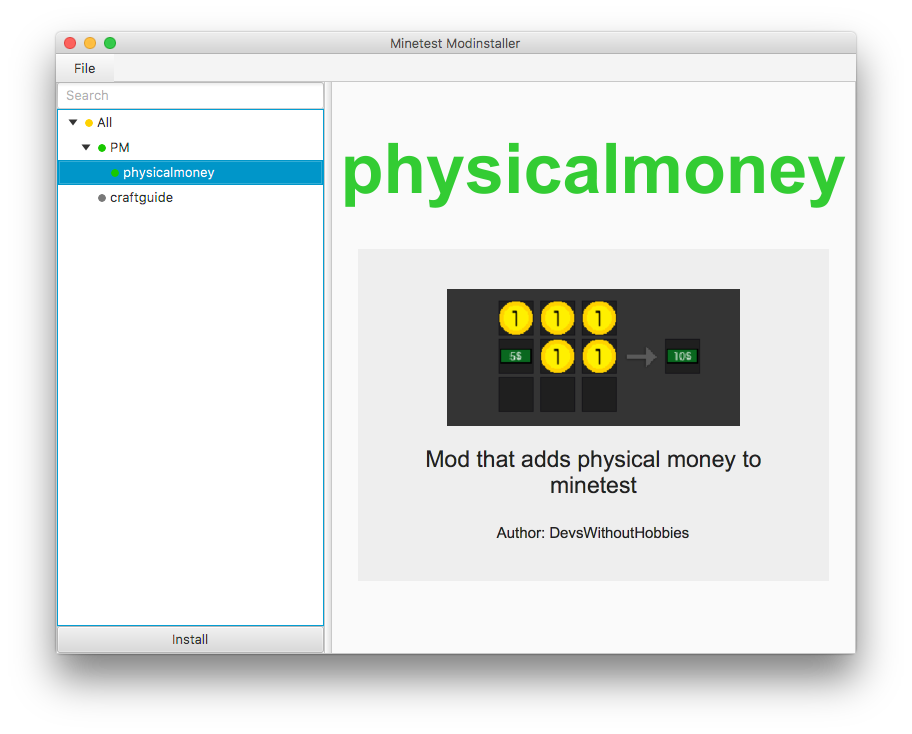 Minetest Modinstaller
File
Search
All
PM
physicalmoney
craftguide
Install
physicalmoney
1 1 1
5$ 1 1 10$
Mod that adds physical money to
minetest
Author: DevsWithoutHobbies